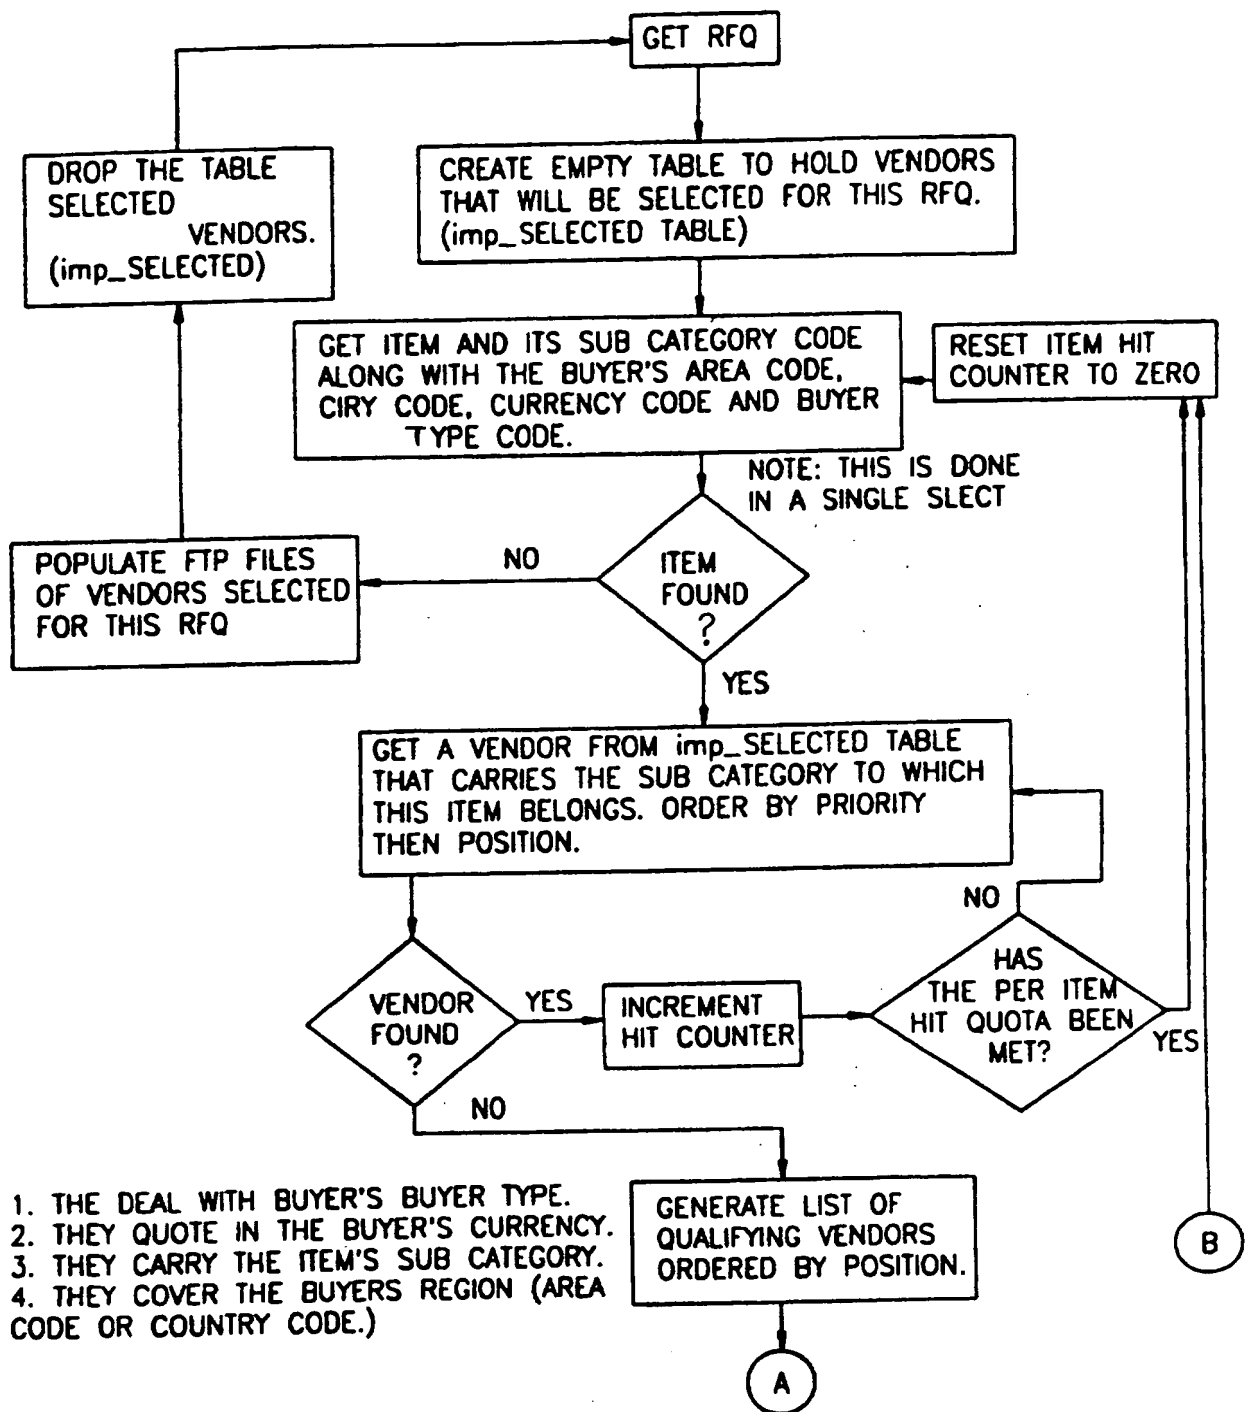 GET RFQ
DROP THE TABLE
SELECTED
VENDORS.
(imp_SELECTED)
CREATE EMPTY TABLE TO HOLD VENDORS
THAT WILL BE SELECTED FOR THIS RFQ.
(imp_SELECTED TABLE)
GET ITEM AND ITS SUB CATEGORY CODE
ALONG WITH THE BUYER'S AREA CODE,
CIRY CODE, CURRENCY CODE AND BUYER
TYPE CODE.
RESET ITEM HIT
COUNTER TO ZERO
NOTE: THIS IS DONE
IN A SINGLE SLECT
POPULATE FTP FILES
OF VENDORS SELECTED
FOR THIS RFQ
NO
ITEM
FOUND
?
YES
GET A VENDOR FROM imp_SELECTED TABLE
THAT CARRIES THE SUB CATEGORY TO WHICH
THIS ITEM BELONGS. ORDER BY PRIORITY
THEN POSITION.
NO
VENDOR
FOUND
?
YES
INCREMENT
HIT COUNTER
HAS
THE PER ITEM
HIT QUOTA BEEN
MET?
YES
NO
1. THE DEAL WITH BUYER'S BUYER TYPE.
2. THEY QUOTE IN THE BUYER'S CURRENCY.
3. THEY CARRY THE ITEM'S SUB CATEGORY.
4. THEY COVER THE BUYERS REGION (AREA
CODE OR COUNTRY CODE.)
GENERATE LIST OF
QUALIFYING VENDORS
ORDERED BY POSITION.
B
A